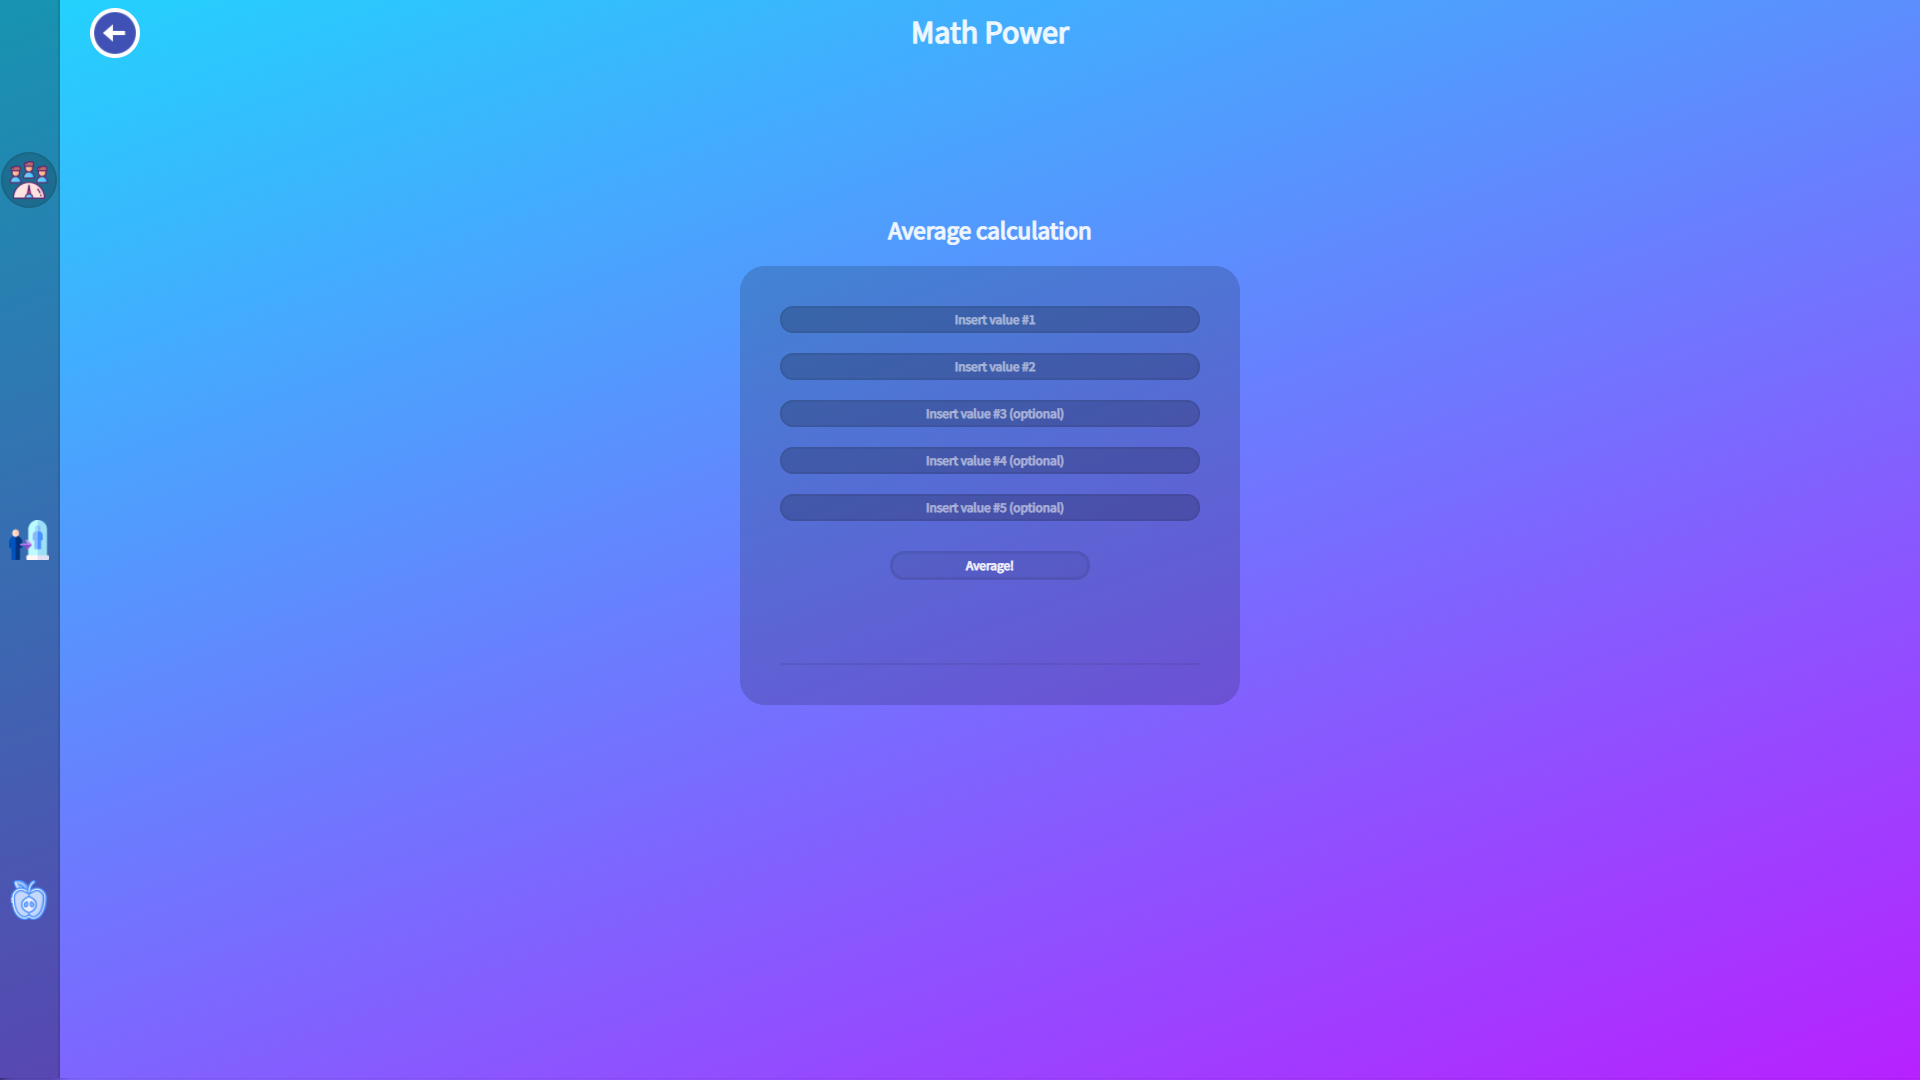 Math Power
Average calculation
Insert value #1
Insert value #2
Insert value #3 (optional)
Insert value #4 (optional)
Insert value #5 (optional)
Average!